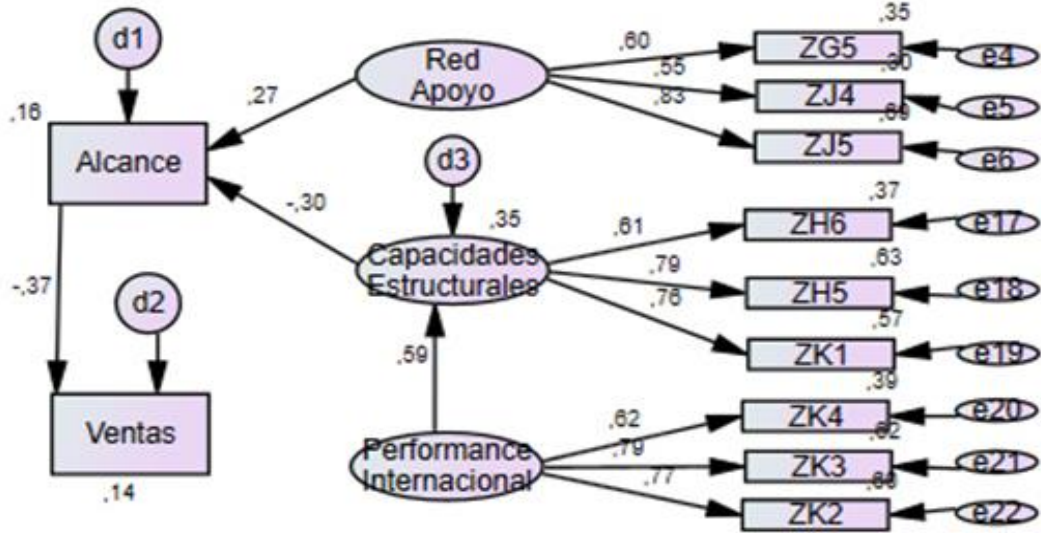 d1
,16
Alcance
,27
Red
Apoyo
,60
,55
,83
,35
ZG5
e4
,30
ZJ4
e5
,69
ZJ5
e6
d3
-,30
,35
Capacidades
Estructurales
,61
,79
,76
,37
ZH6
e17
,63
ZH5
e18
,57
ZK1
e19
-,37
d2
,59
Ventas
,14
Performance
Internacional
,62
,79
,77
,39
ZK4
e20
,62
ZK3
e21
ZK2
e22